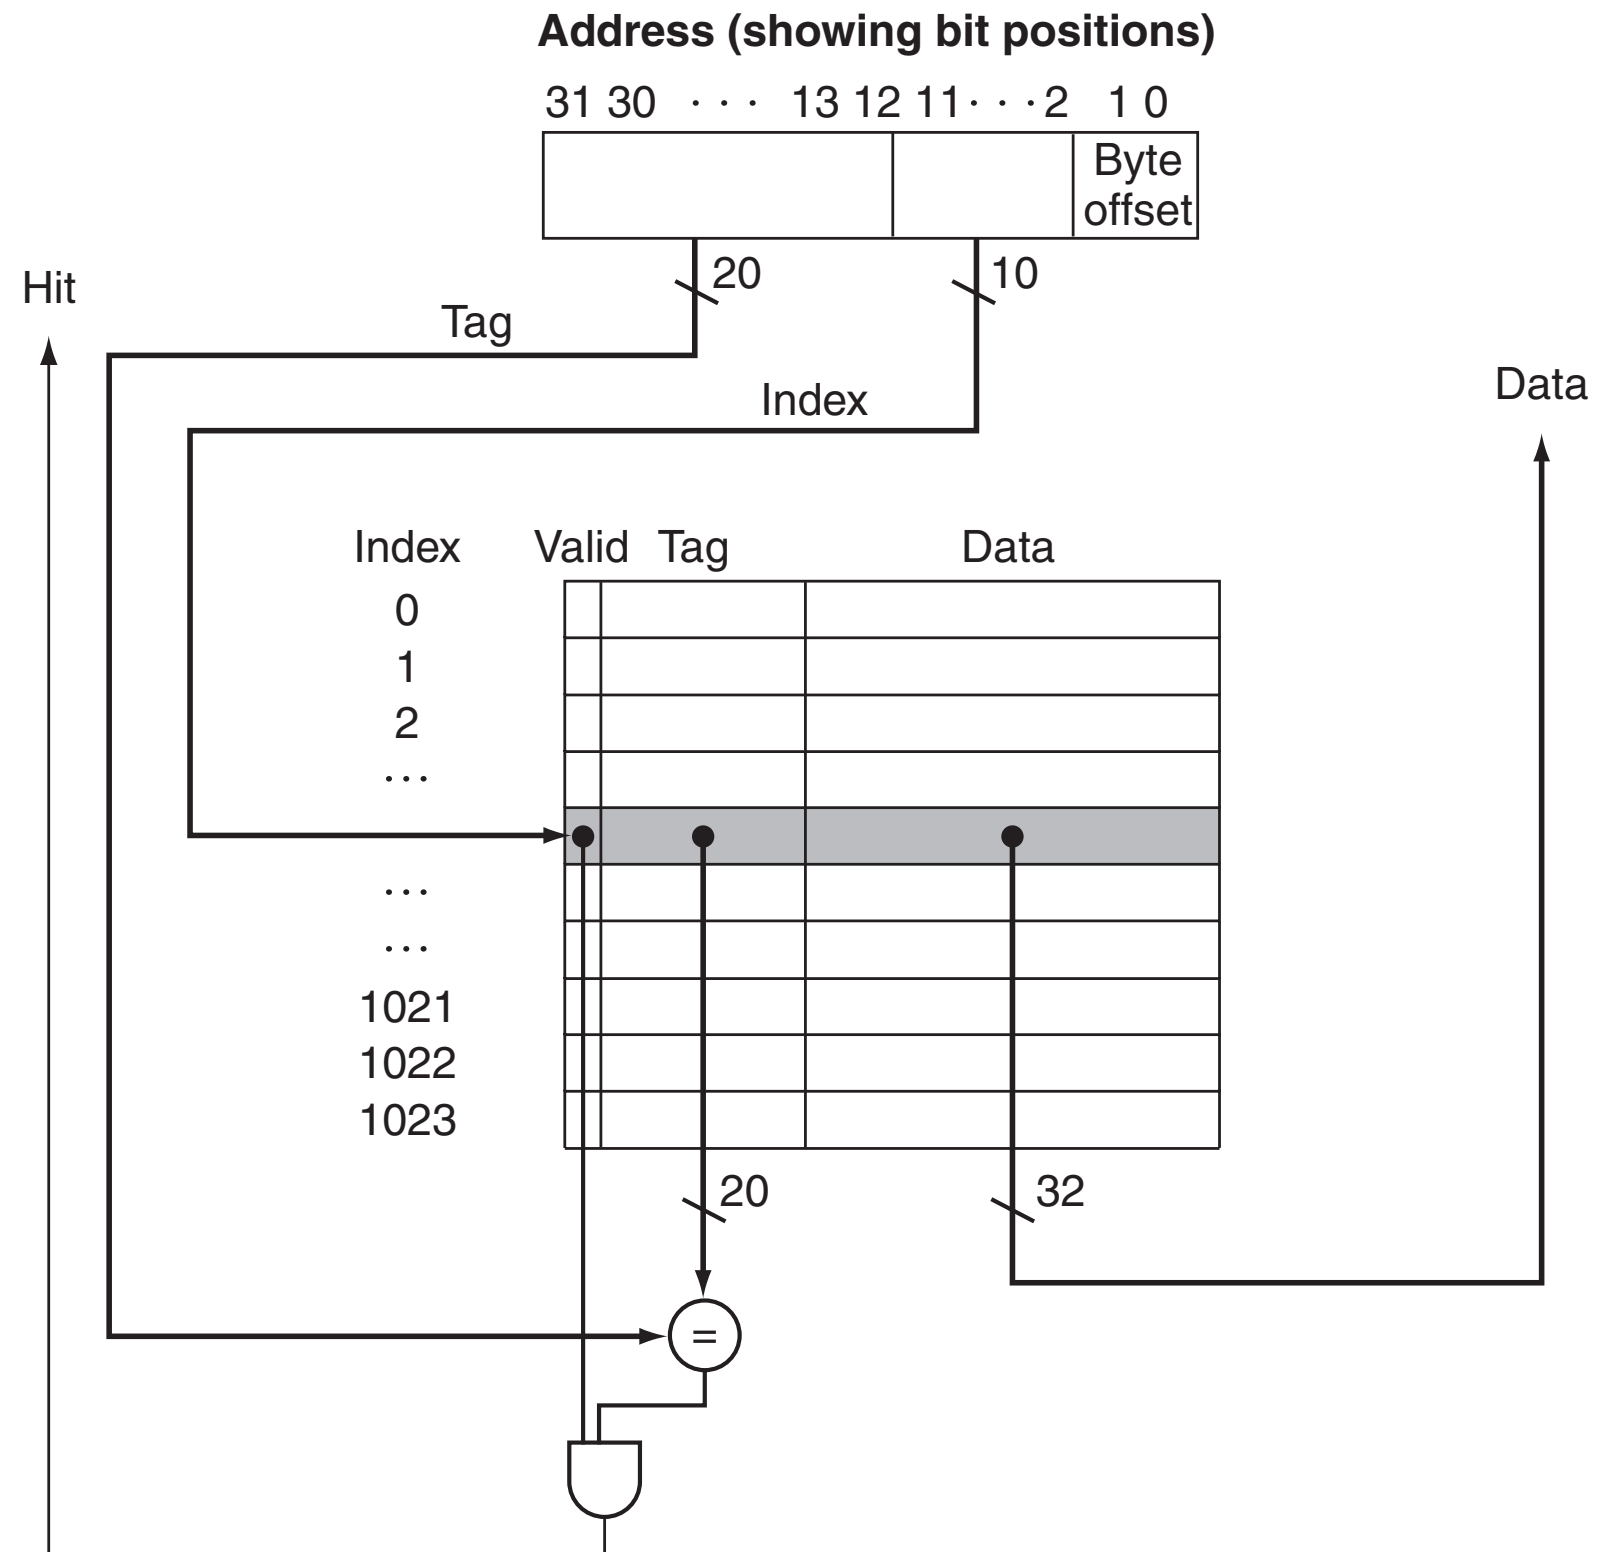 Address (showing bit positions)
31 30 · · · 13 12 11 · · · 2 1 0
Byte
offset
20 10
Hit
Tag
Index
Data
Index Valid Tag Data
0
1
2
···
···
···
1021
1022
1023
20 32
=